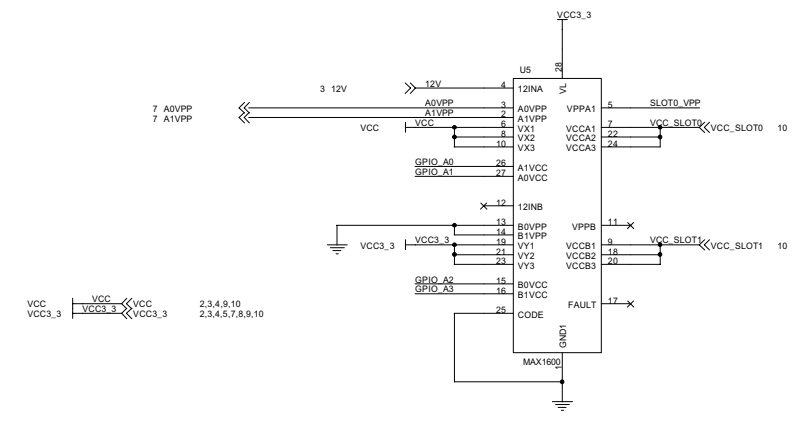 VCC3_3
28
U5
VL
3 12V
12V
4
12INA
7 A0VPP
A0VPP
3
A0VPP
VPPA1
5
SLOT0_VPP
7 A1VPP
A1VPP
2
A1VPP
VCC
VCC
6
VX1
VCCA1
7
VCC_SLOT0
VCC_SLOT0 10
8
VX2
VCCA2
22
10
VX3
VCCA3
24
GPIO_A0
26
A1VCC
GPIO_A1
27
A0VCC
12
12INB
13
B0VPP
VPPB
11
14
B1VPP
VCC3_3
VCC3_3
19
VY1
VCCB1
9
VCC_SLOT1
VCC_SLOT1 10
21
VY2
VCCB2
18
23
VY3
VCCB3
20
GPIO_A2
15
B0VCC
GPIO_A3
16
B1VCC
FAULT
17
25
CODE
GND1
MAX1600
1
VCC
VCC
VCC
2,3,4,9,10
VCC3_3
VCC3_3
VCC3_3
2,3,4,5,7,8,9,10